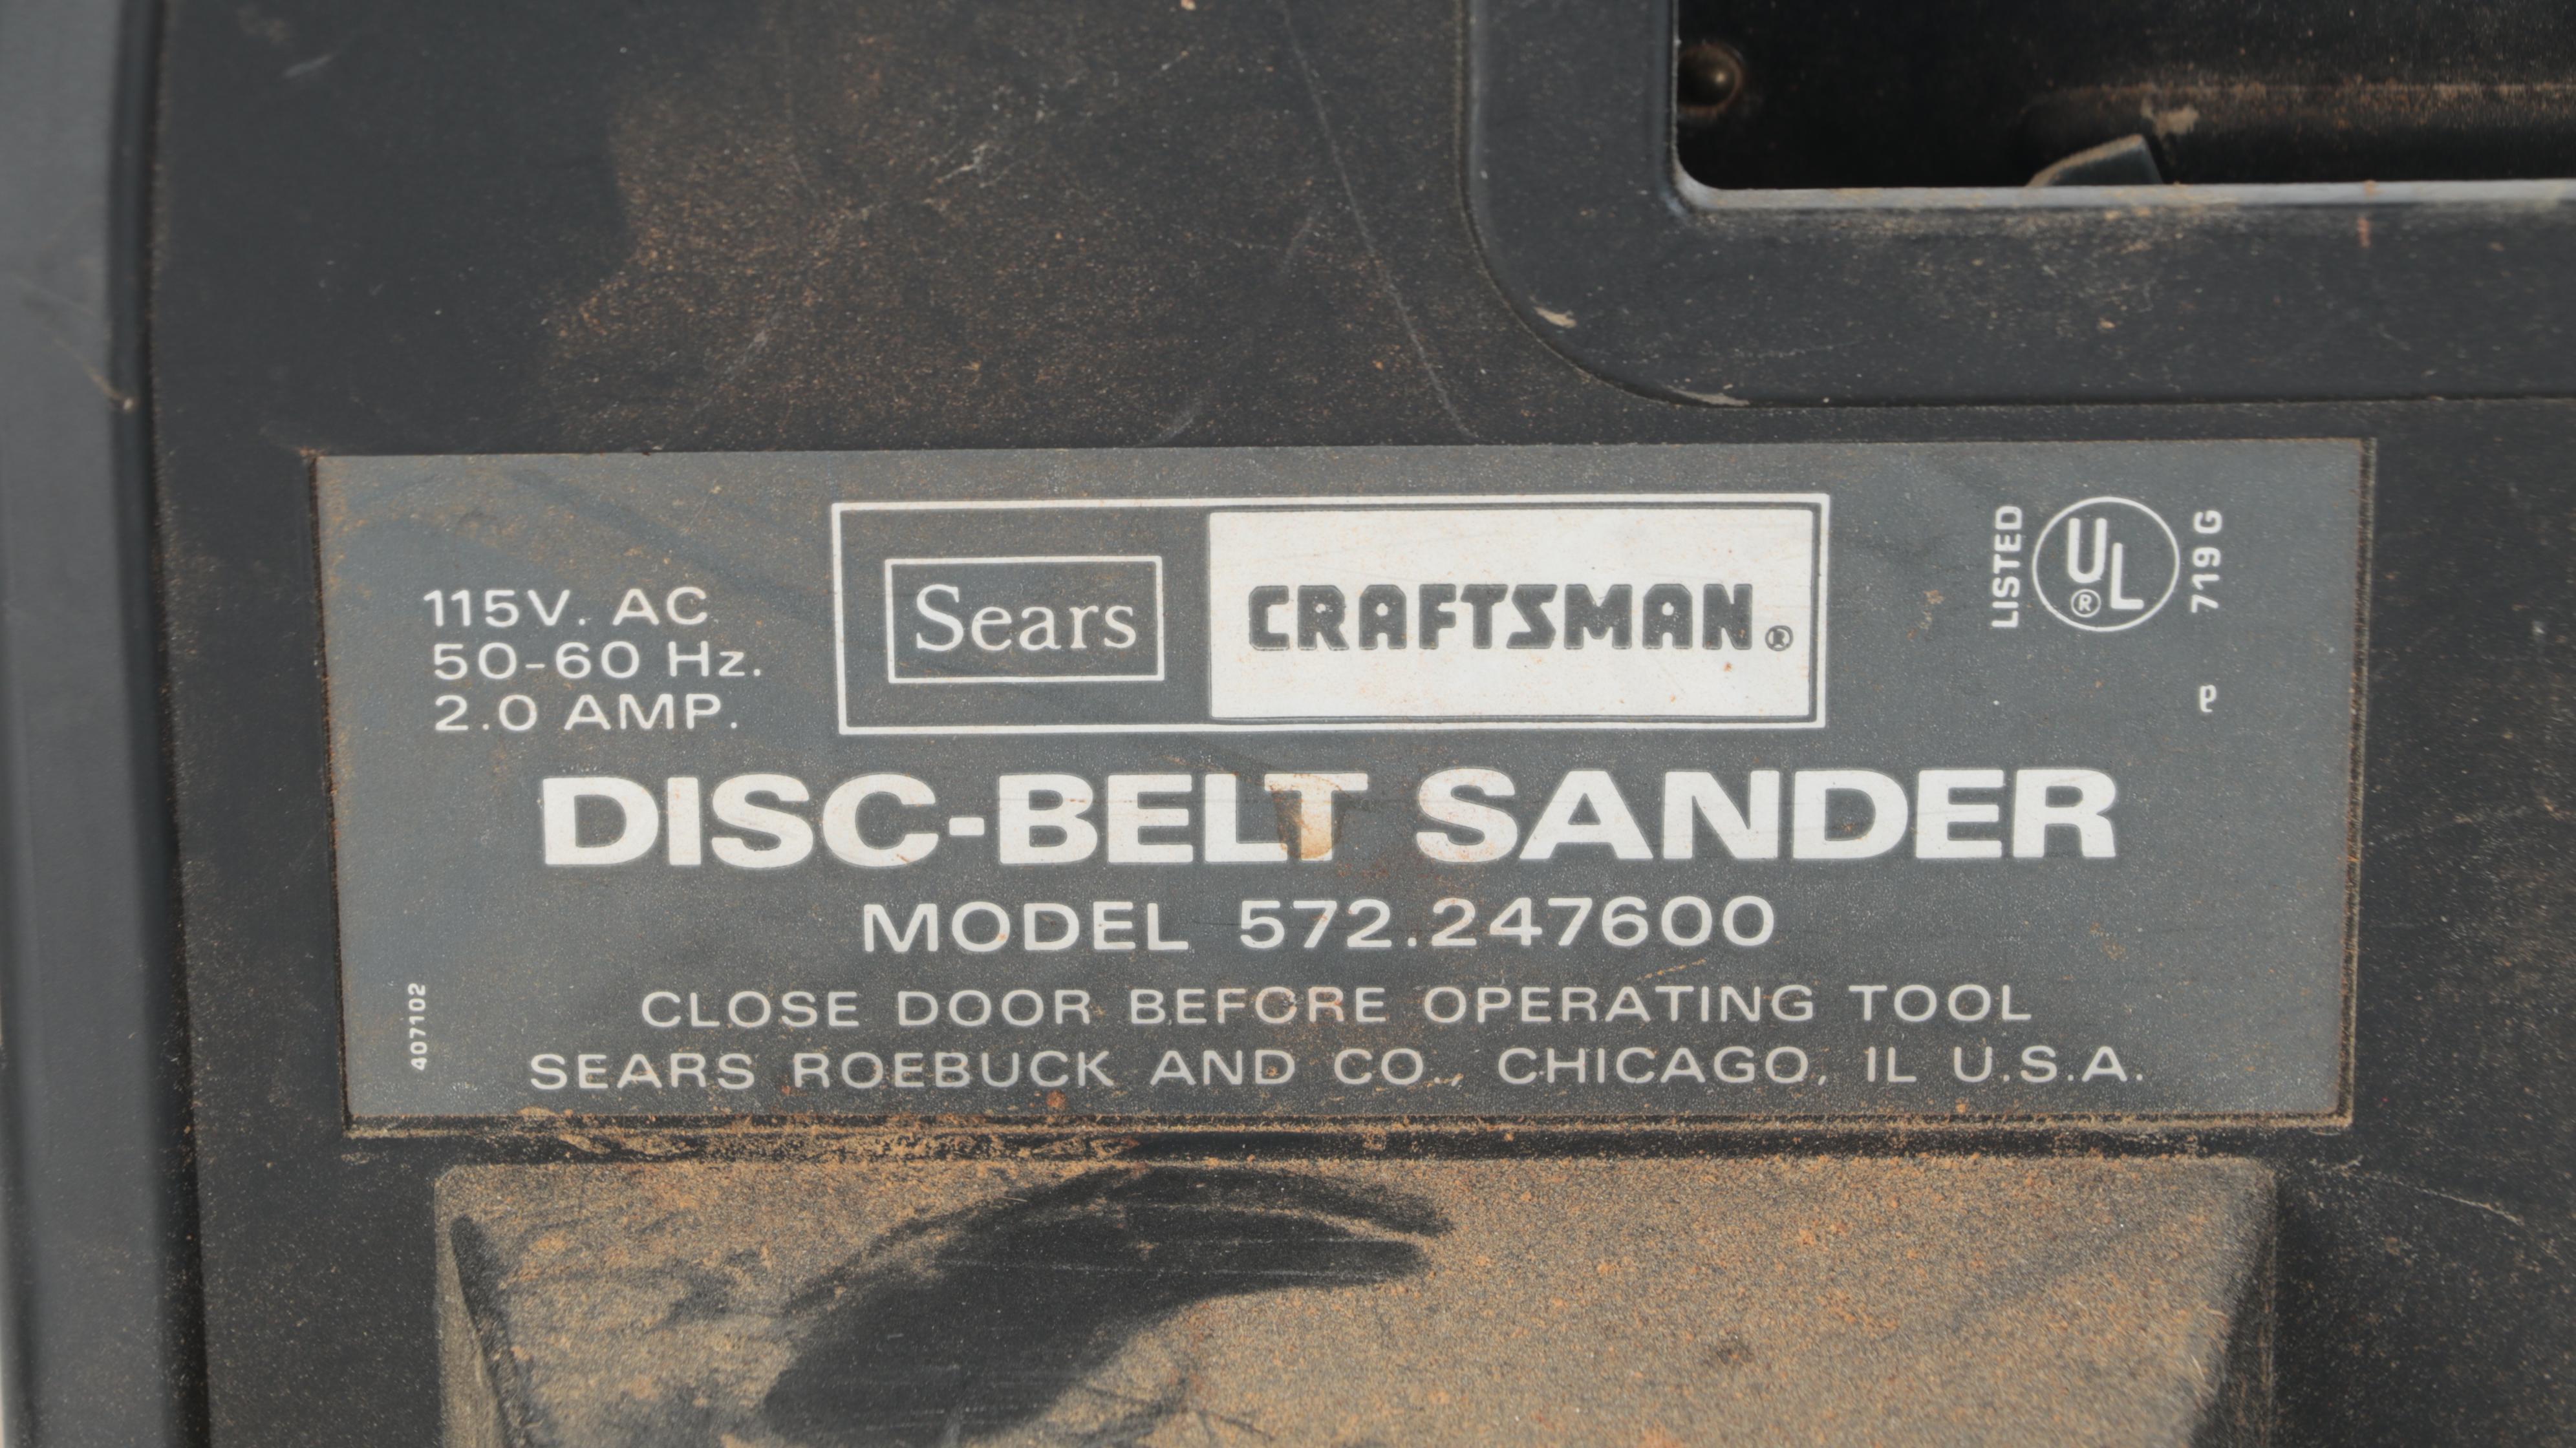 115V. AC
50-60 Hz.
2.0 AMP.
Sears
CRAFTSMAN®
LISTED
UL®
719 G
P
DISC-BELT SANDER
MODEL 572.247600
CLOSE DOOR BEFORE OPERATING TOOL
SEARS ROEBUCK AND CO., CHICAGO, IL U.S.A.
407102